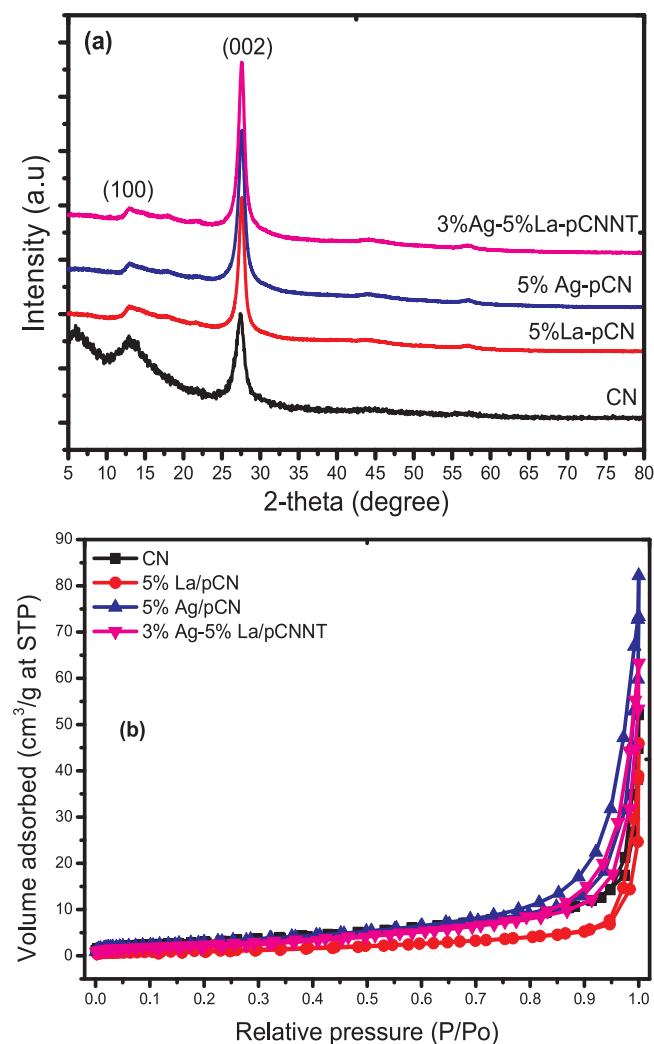 (a)
(002)
(100)
3%Ag-5%La-pCNNT
5% Ag-pCN
5%La-pCN
CN
Intensity (a.u)
5 10 15 20 25 30 35 40 45 50 55 60 65 70 75 80
2-theta (degree)
90
80
70
60
50
40
30
20
10
0
CN
5% La/pCN
5% Ag/pCN
3% Ag-5% La/pCNNT
(b)
Volume adsorbed (cm³/g at STP)
0.0 0.1 0.2 0.3 0.4 0.5 0.6 0.7 0.8 0.9 1.0
Relative pressure (P/Po)